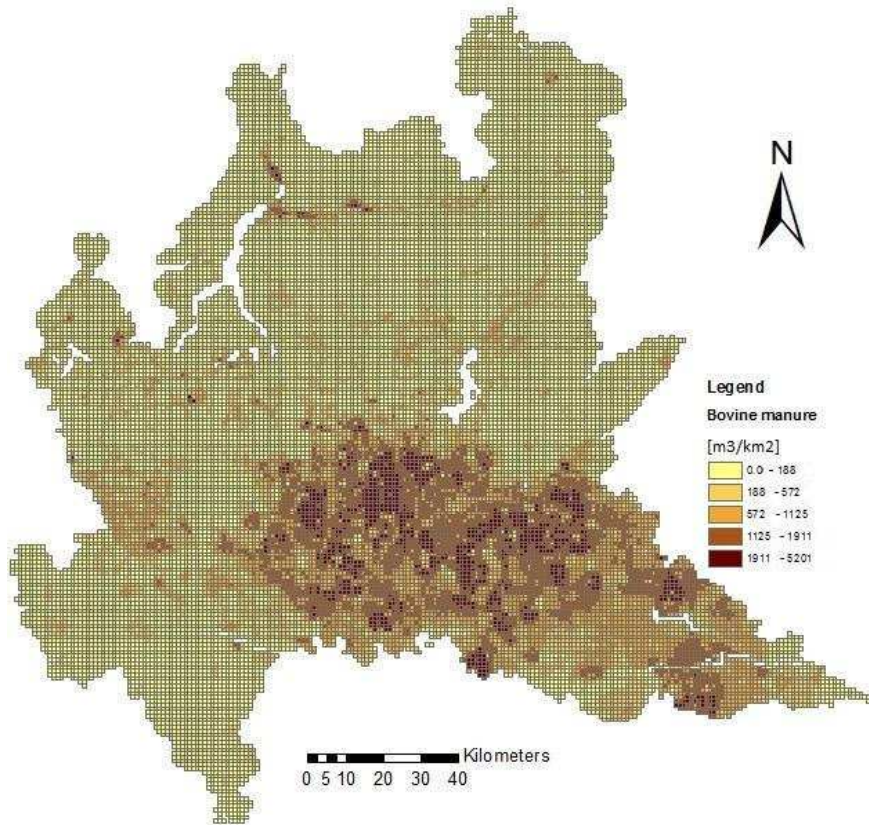 N
Legend
Bovine manure
[m3/km2]
0.0 - 188
188 - 572
572 - 1125
1125 - 1911
1911 - 5201
Kilometers
0 5 10 20 30 40